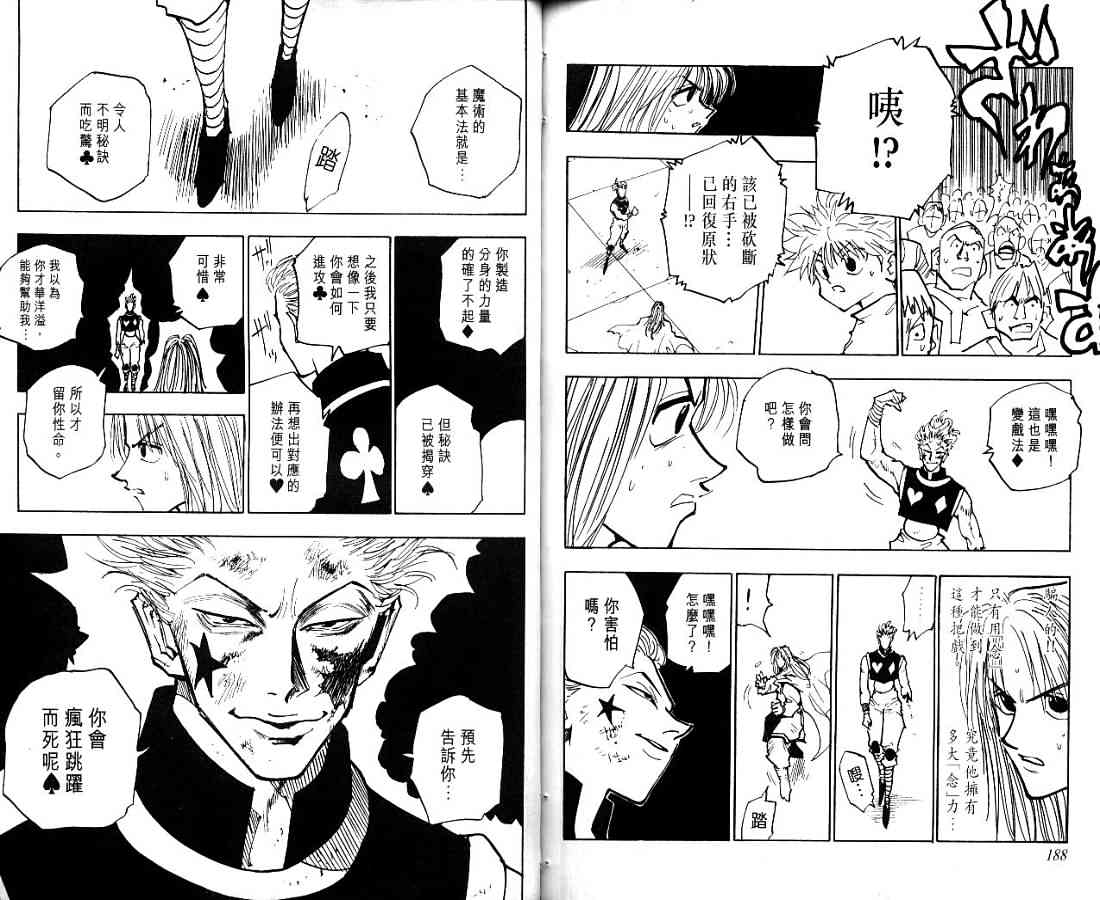 ざわ
咦!?
該已被砍斷
的右手…
已回復原狀
——!?
嘿嘿嘿!
這也是
變戲法♦
你會問
怎樣做
吧?
騙人的!!
只有用「念」
才能做到
這種把戲!
究竟他擁有
多大「念」力…
………
嗖…
!
踏
嘿嘿嘿!
怎麼了?
你害怕
嗎?
188
魔術的
基本法就是…
踏
令人
不明秘訣
而吃驚♣
你製造
分身的力量
的確了不起♦
但秘訣
已被揭穿♠
之後我只要
想像一下
你會如何
進攻♣
再想出對應的
辦法便可以♥
非常
可惜♠
我以為
你才華洋溢,
能夠幫助我…
所以才
留你性命。
預先
告訴你…
你會
瘋狂跳躍
而死呢♠